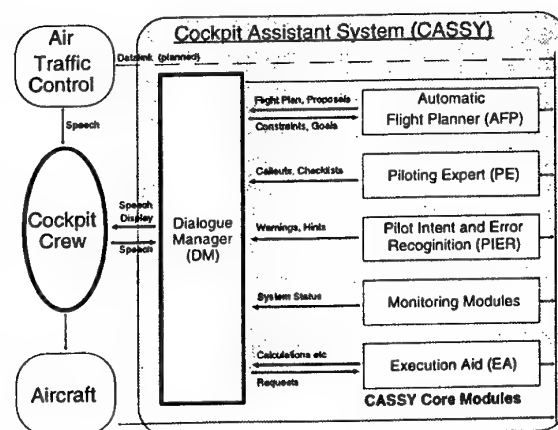 Cockpit Assistant System (CASSY)
Air
Traffic
Control
Datalink (planned)
Speech
Cockpit
Crew
Speech
Display
Speech
Aircraft
Dialogue
Manager
(DM)
Flight Plan, Proposals
Constraints, Goals
Automatic
Flight Planner (AFP)
Callouts, Checklists
Piloting Expert (PE)
Warnings, Hints
Pilot Intent and Error
Recoginition (PIER)
System Status
Monitoring Modules
Calculations etc
Requests
Execution Aid (EA)
CASSY Core Modules